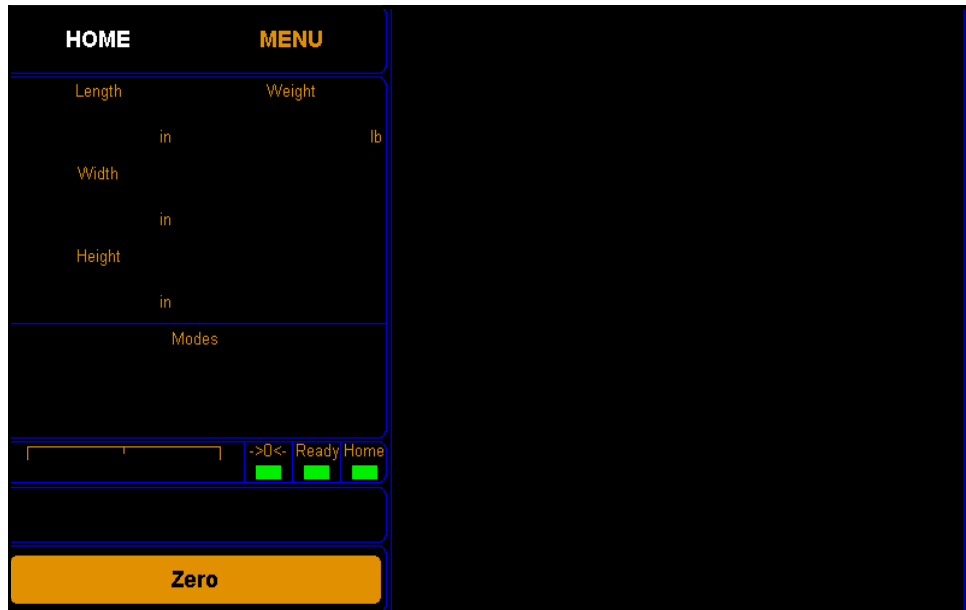 HOME MENU
Length Weight
in lb
Width
in
Height
in
Modes
->0<- Ready Home
Zero